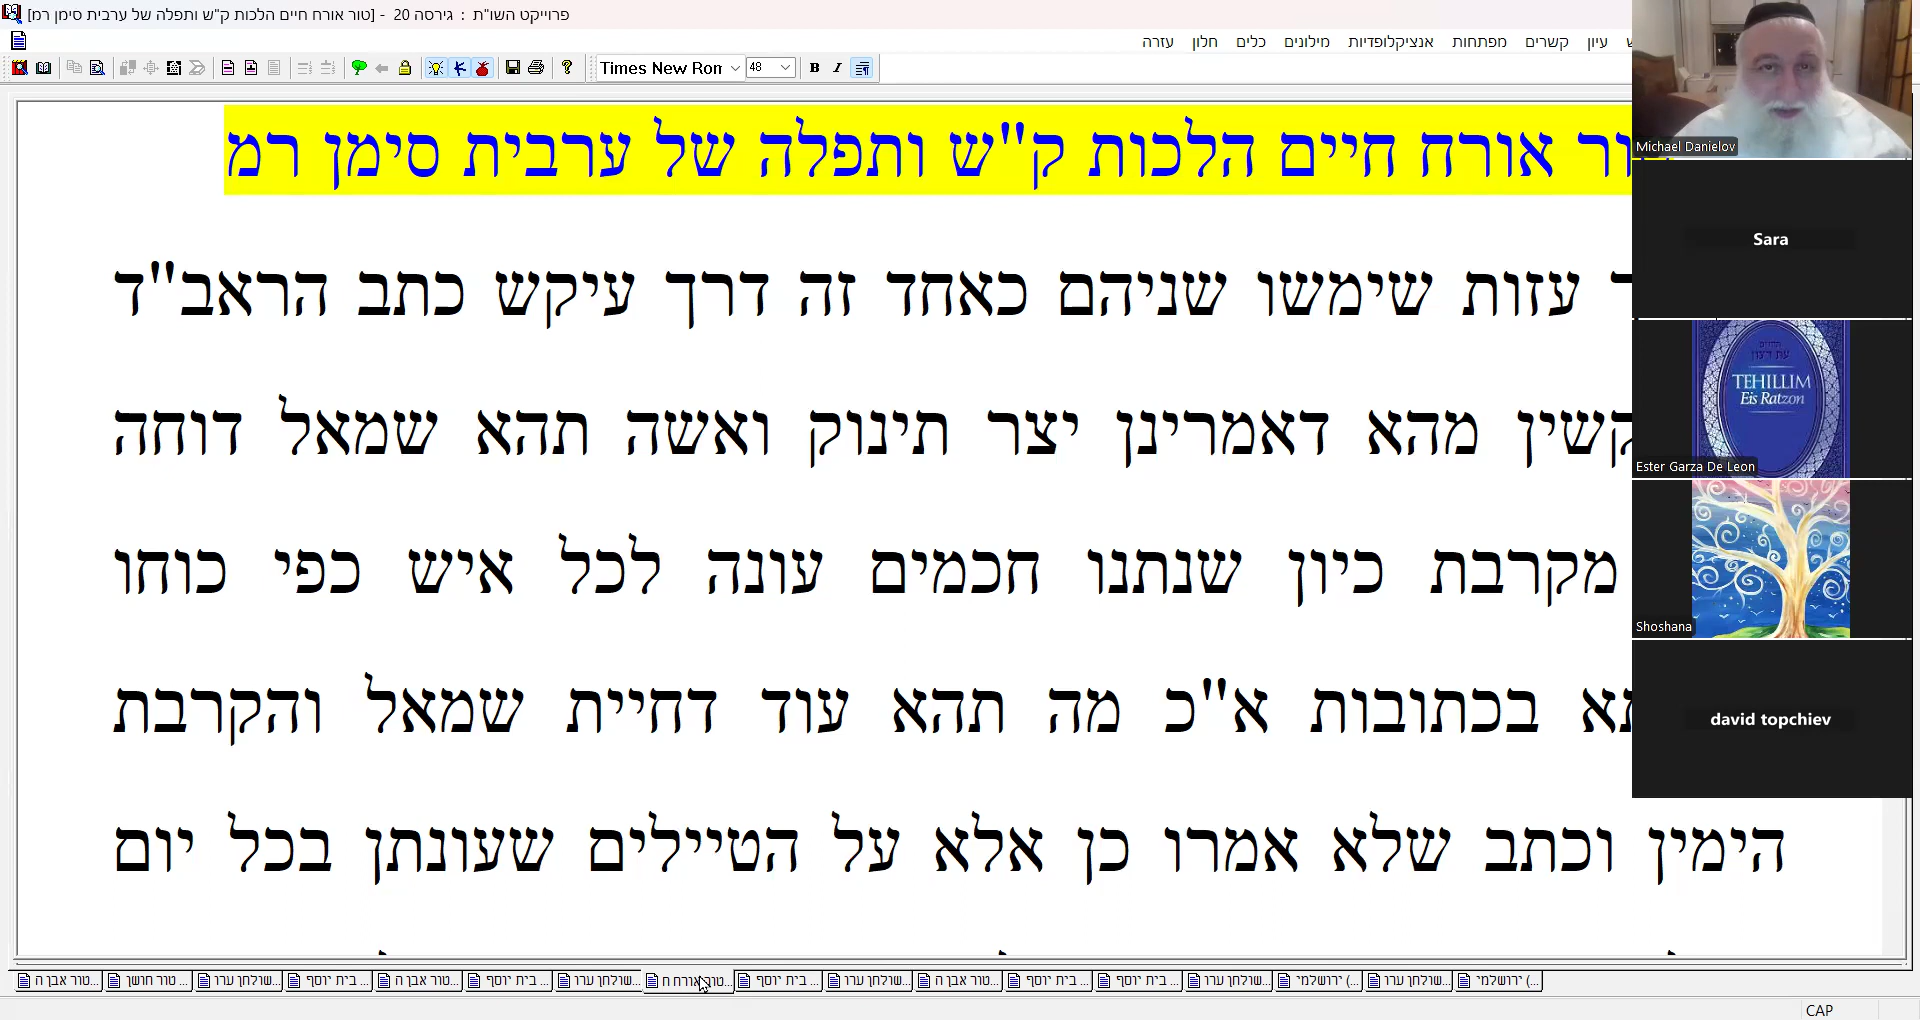 פרוייקט השו"ת : גירסה 20 - [טור אורח חיים הלכות ק"ש ותפלה של ערבית סימן רמ]
עיון קשרים מפתחות אנציקלופדיות מילונים כלים חלון עזרה
Times New Ron 48 B I
אורח חיים הלכות ק"ש ותפלה של ערבית סימן רמ
עזות שימשו שניהם כאחד זה דרך עיקש כתב הראב"ד
מהא דאמרינן יצר תינוק ואשה תהא שמאל דוחה
מקרבת כיון שנתנו חכמים עונה לכל איש כפי כוחו
בכתובות א"כ מה תהא עוד דחיית שמאל והקרבת
הימין וכתב שלא אמרו כן אלא על הטיילים שעונתן בכל יום
Michael Danielov
Sara
TEHILLIM
Eis Ratzon
Ester Garza De Leon
Shoshana
david topchiev
טור אבן ה...
טור חושן ...
שולחן ערו...
בית יוסף ...
טור אבן ה...
בית יוסף ...
שולחן ערו...
טור אורח ח...
בית יוסף ...
שולחן ערו...
טור אבן ה...
בית יוסף ...
בית יוסף ...
שולחן ערו...
ירושלמי (...
שולחן ערו...
ירושלמי (...
CAP